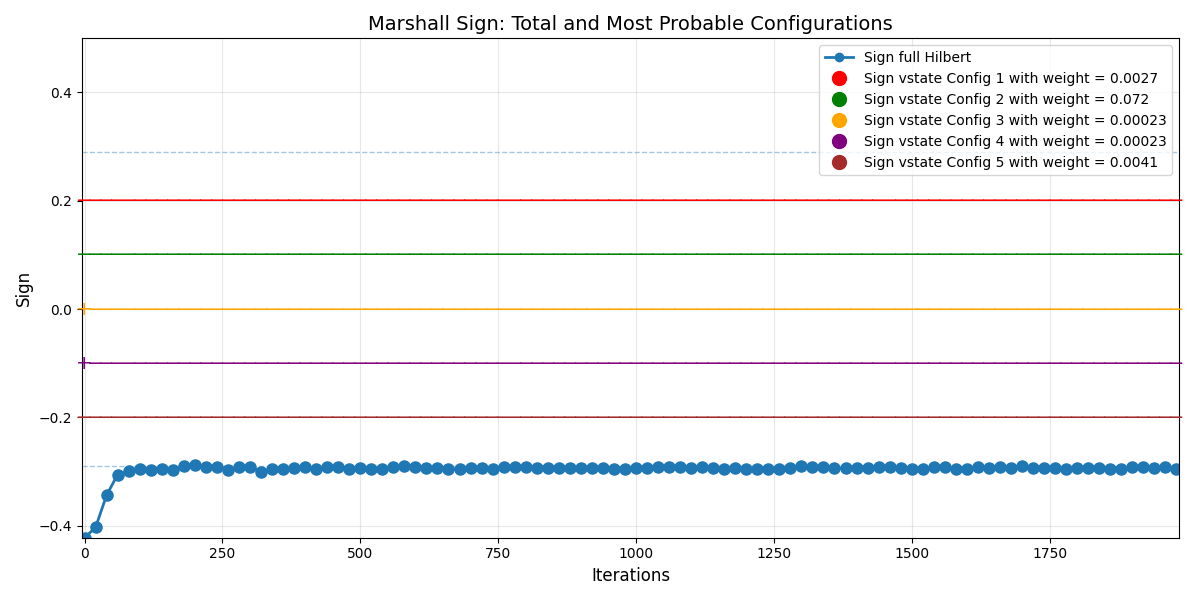 Marshall Sign: Total and Most Probable Configurations
Sign full Hilbert
Sign vstate Config 1 with weight = 0.0027
Sign vstate Config 2 with weight = 0.072
Sign vstate Config 3 with weight = 0.00023
Sign vstate Config 4 with weight = 0.00023
Sign vstate Config 5 with weight = 0.0041
Sign
0.4
0.2
0.0
−0.2
−0.4
0
250
500
750
1000
1250
1500
1750
Iterations